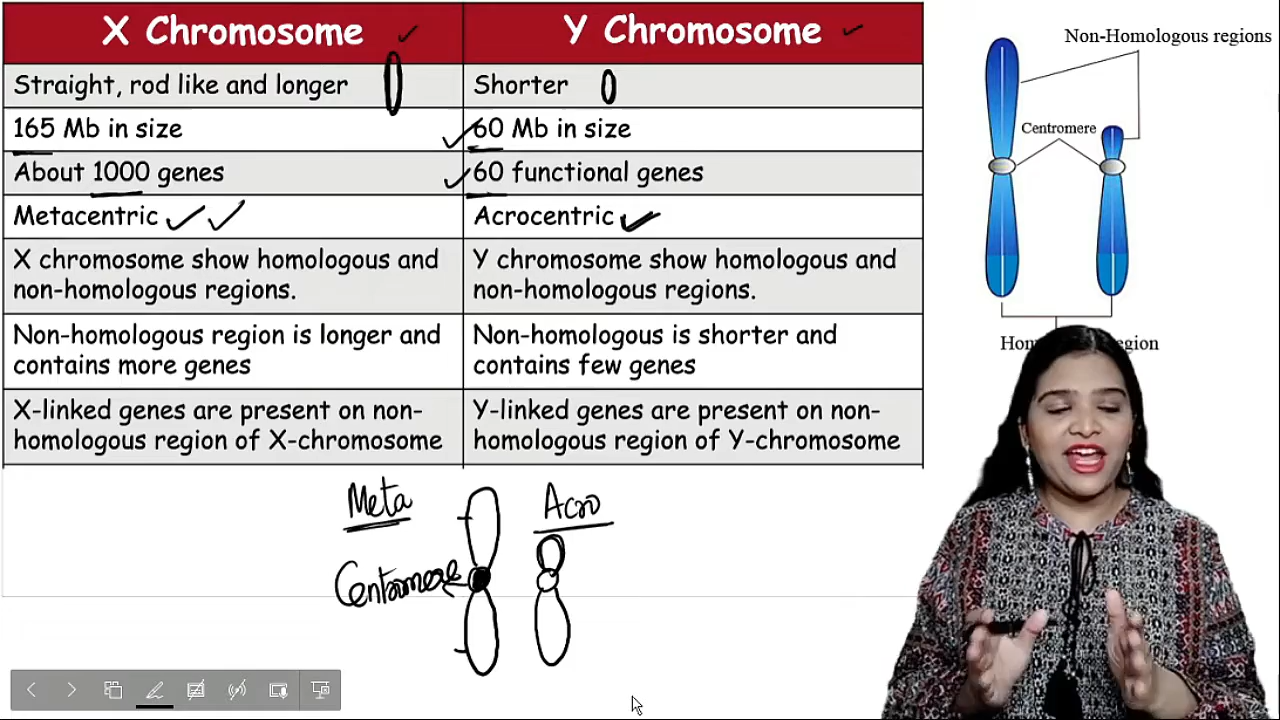 X Chromosome
Y Chromosome
Straight, rod like and longer
Shorter
165 Mb in size
60 Mb in size
About 1000 genes
60 functional genes
Metacentric
Acrocentric
X chromosome show homologous and
non-homologous regions.
Y chromosome show homologous and
non-homologous regions.
Non-homologous region is longer and
contains more genes
Non-homologous is shorter and
contains few genes
X-linked genes are present on non-
homologous region of X-chromosome
Y-linked genes are present on non-
homologous region of Y-chromosome
Non-Homologous regions
Centromere
Meta
Acro
Centromere